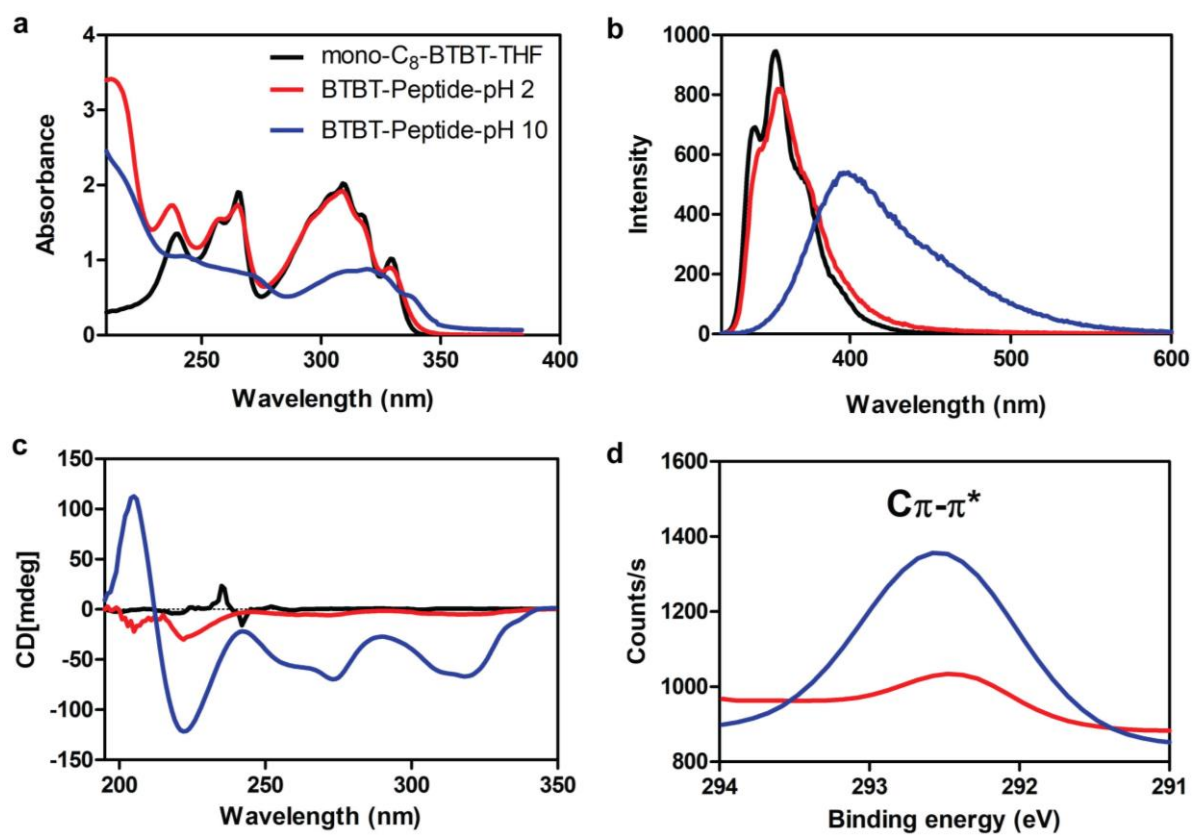 a
4
3
2
1
0
Absorbance
mono-C₈-BTBT-THF
BTBT-Peptide-pH 2
BTBT-Peptide-pH 10
250 300 350 400
Wavelength (nm)
b
1000
800
600
400
200
0
Intensity
400 500 600
Wavelength (nm)
c
150
100
50
0
-50
-100
-150
CD[mdeg]
200 250 300 350
Wavelength (nm)
d
1600
1400
1200
1000
800
Counts/s
Cπ-π*
294 293 292 291
Binding energy (eV)